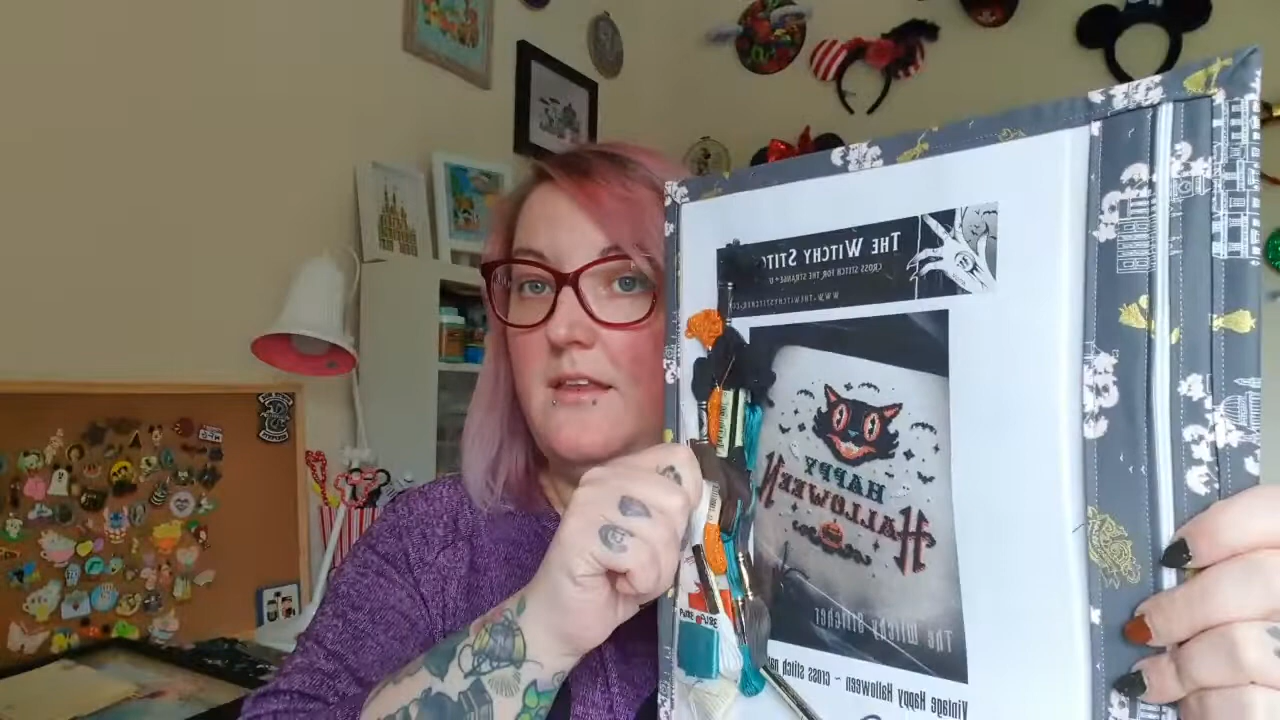 THE WITCHY STITC
CROSS STITCH FOR THE STRANGE & U
WWW.THEWITCHYSTITCHER.CO
HAPPY
HALLOWEEN
The Witchy Stitcher
Vintage Happy Halloween ~ cross stitch pa